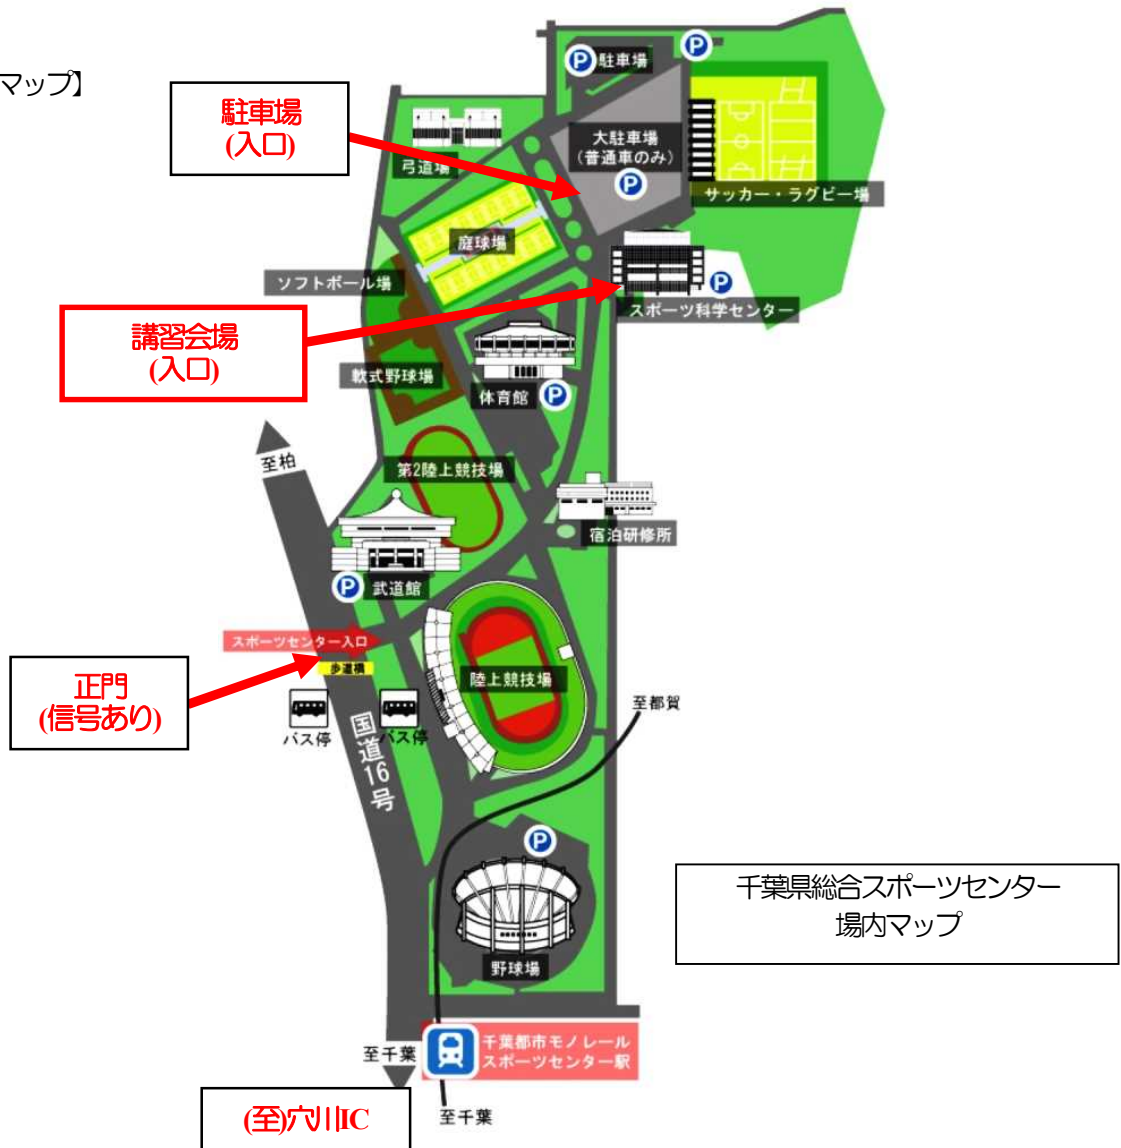 マップ】
P
駐車場
P
駐車場
(入口)
大駐車場
(普通車のみ)
P
弓道場
サッカー・ラグビー場
庭球場
ソフトボール場
P
スポーツ科学センター
講習会場
(入口)
軟式野球場
体育館
P
至柏
第2陸上競技場
宿泊研修所
P
武道館
スポーツセンター入口
歩道橋
正門
(信号あり)
陸上競技場
至都賀
バス停
バス停
国道16号
P
千葉県総合スポーツセンター
場内マップ
野球場
千葉都市モノレール
スポーツセンター駅
至千葉
(至)穴川IC
至千葉